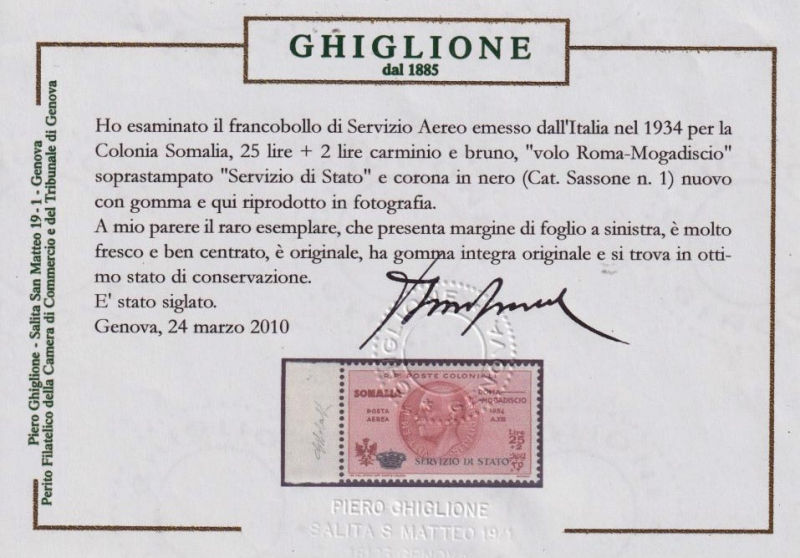 GHIGLIONE
dal 1885
Piero Ghiglione - Salita San Matteo 19-1 - Genova
Perito Filatelico della Camera di Commercio e del Tribunale di Genova
Ho esaminato il francobollo di Servizio Aereo emesso dall'Italia nel 1934 per la
Colonia Somalia, 25 lire + 2 lire carminio e bruno, "volo Roma-Mogadiscio"
soprastampato "Servizio di Stato" e corona in nero (Cat. Sassone n. 1) nuovo
con gomma e qui riprodotto in fotografia.
A mio parere il raro esemplare, che presenta margine di foglio a sinistra, è molto
fresco e ben centrato, è originale, ha gomma integra originale e si trova in otti-
mo stato di conservazione.
E' stato siglato.
Genova, 24 marzo 2010
R.R. POSTE COLONIALI
SOMALIA
ROMA-
MOGADISCIO
POSTA
AEREA
1934
A.XII
LIRE
25
+2
SERVIZIO DI STATO
PIERO GHIGLIONE
SALITA S MATTEO 19/1
16123 GENOVA